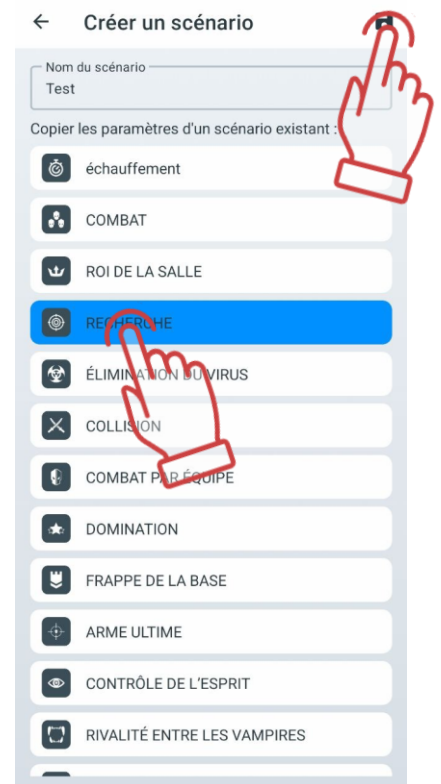 Créer un scénario
Nom du scénario
Test
Copier les paramètres d'un scénario existant :
échauffement
COMBAT
ROI DE LA SALLE
RECHERCHE
ÉLIMINATION DU VIRUS
COLLISION
COMBAT PAR ÉQUIPE
DOMINATION
FRAPPE DE LA BASE
ARME ULTIME
CONTRÔLE DE L'ESPRIT
RIVALITÉ ENTRE LES VAMPIRES